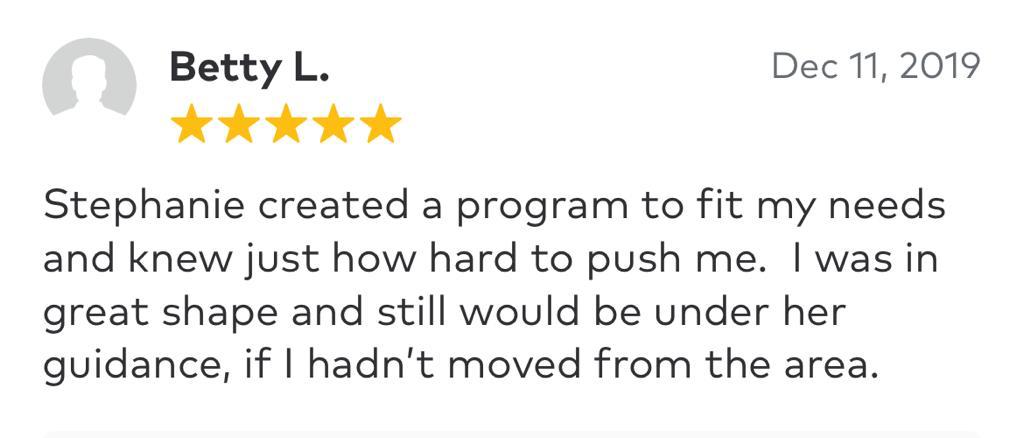 Betty L.
Dec 11, 2019
Stephanie created a program to fit my needs
and knew just how hard to push me.  I was in
great shape and still would be under her
guidance, if I hadn’t moved from the area.